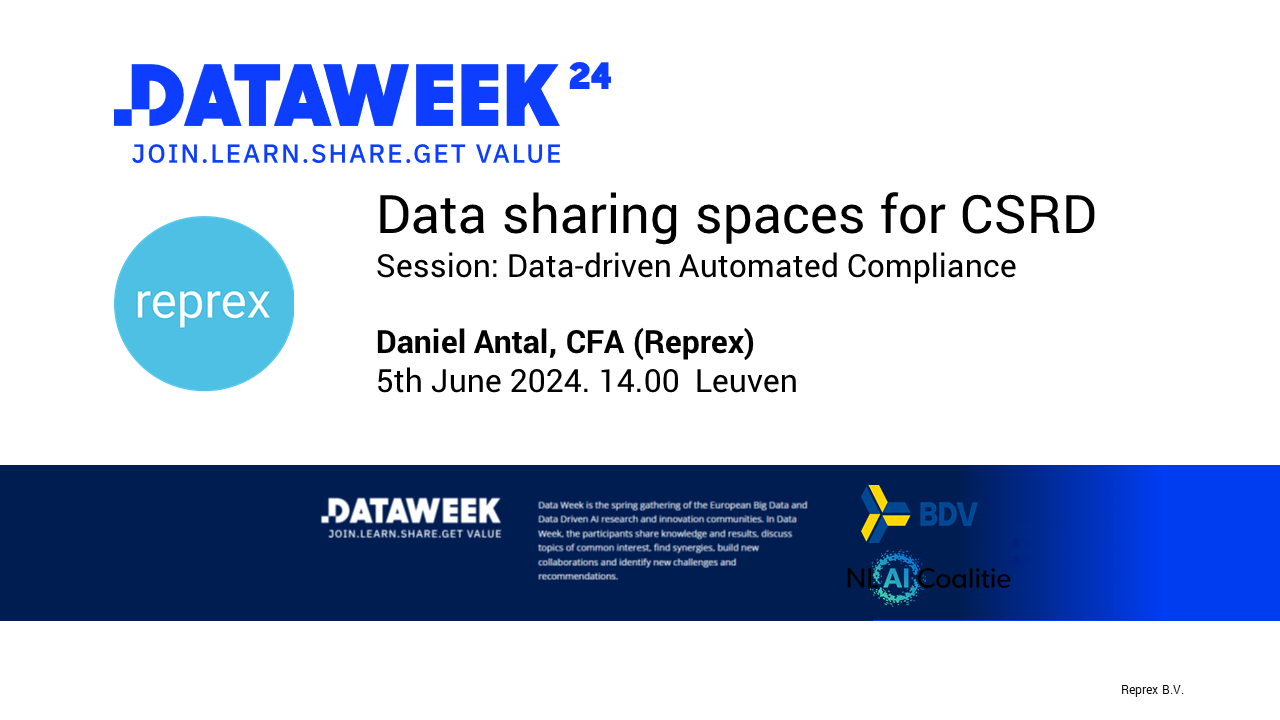 DATAWEEK 24
JOIN.LEARN.SHARE.GET VALUE
reprex
Data sharing spaces for CSRD
Session: Data-driven Automated Compliance
Daniel Antal, CFA (Reprex)
5th June 2024. 14.00 Leuven
.DATAWEEK
JOIN.LEARN.SHARE.GET VALUE
Data Week is the spring gathering of the European Big Data and
Data Driven AI research and innovation communities. In Data
Week, the participants share knowledge and results, discuss
topics of common interest, find synergies, build new
collaborations and identify new challenges and
recommendations.
BDV
NL AI Coalitie
Reprex B.V.